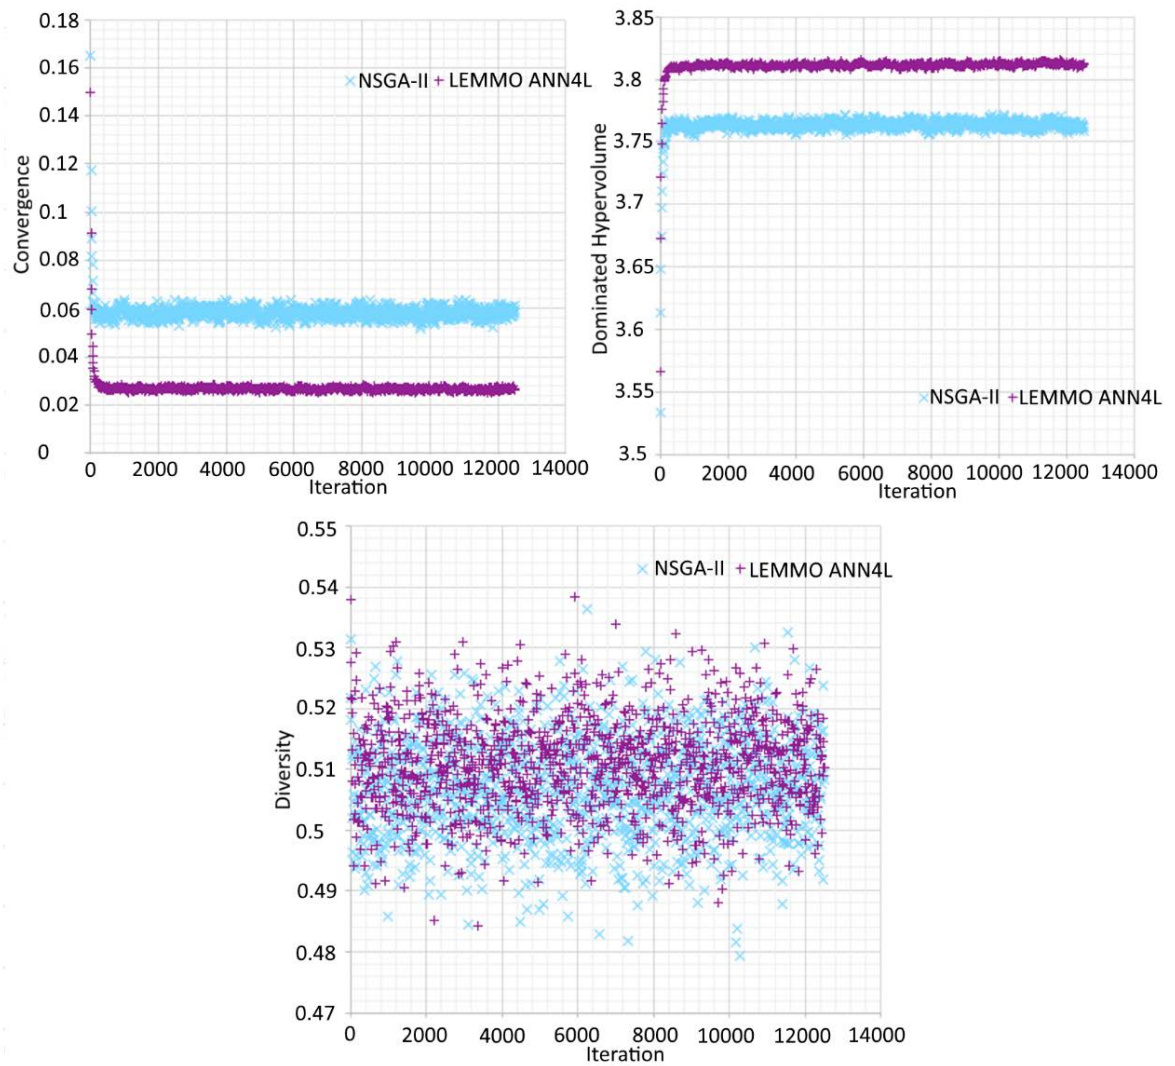 0.18
0.16
0.14
0.12
0.1
0.08
0.06
0.04
0.02
0
Convergence
NSGA-II LEMMO ANN4L
0 2000 4000 6000 8000 10000 12000 14000
Iteration
3.85
3.8
3.75
3.7
3.65
3.6
3.55
3.5
Dominated Hypervolume
NSGA-II LEMMO ANN4L
0 2000 4000 6000 8000 10000 12000 14000
Iteration
0.55
0.54
0.53
0.52
0.51
0.5
0.49
0.48
0.47
Diversity
NSGA-II LEMMO ANN4L
0 2000 4000 6000 8000 10000 12000 14000
Iteration